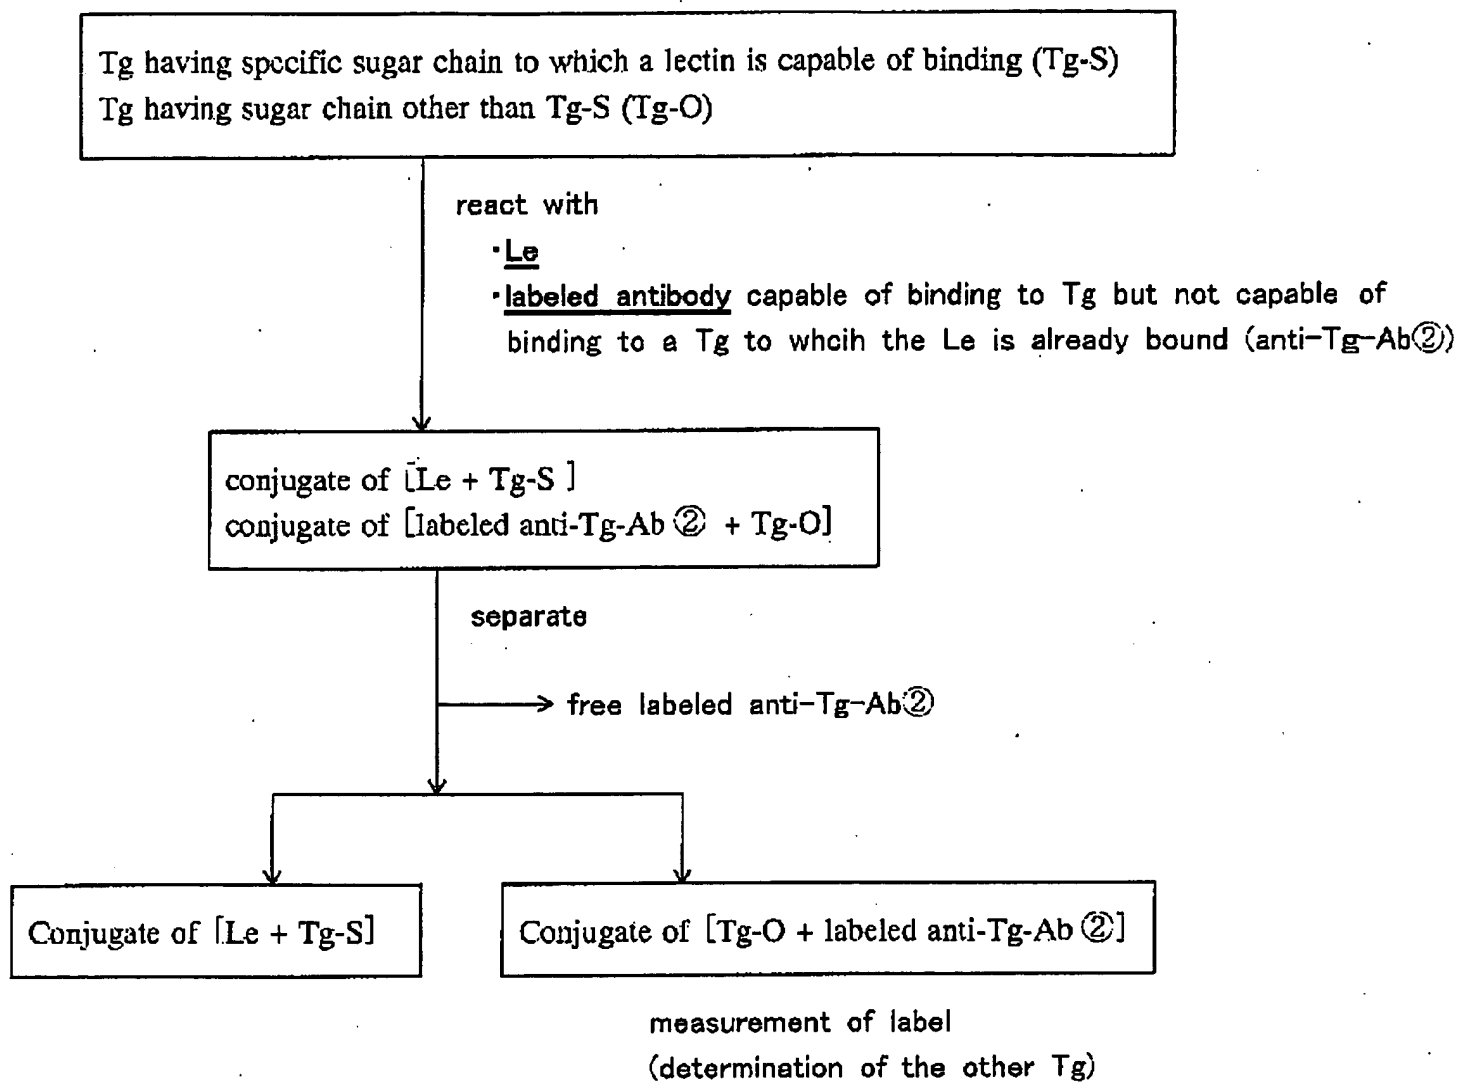 Tg having specific sugar chain to which a lectin is capable of binding (Tg-S)
Tg having sugar chain other than Tg-S (Tg-O)
react with
・Le
・labeled antibody capable of binding to Tg but not capable of
binding to a Tg to whcih the Le is already bound (anti-Tg-Ab②)
conjugate of [Le + Tg-S ]
conjugate of [labeled anti-Tg-Ab ② + Tg-O]
separate
free labeled anti-Tg-Ab②
Conjugate of [Le + Tg-S]
Conjugate of [Tg-O + labeled anti-Tg-Ab ②]
measurement of label
(determination of the other Tg)